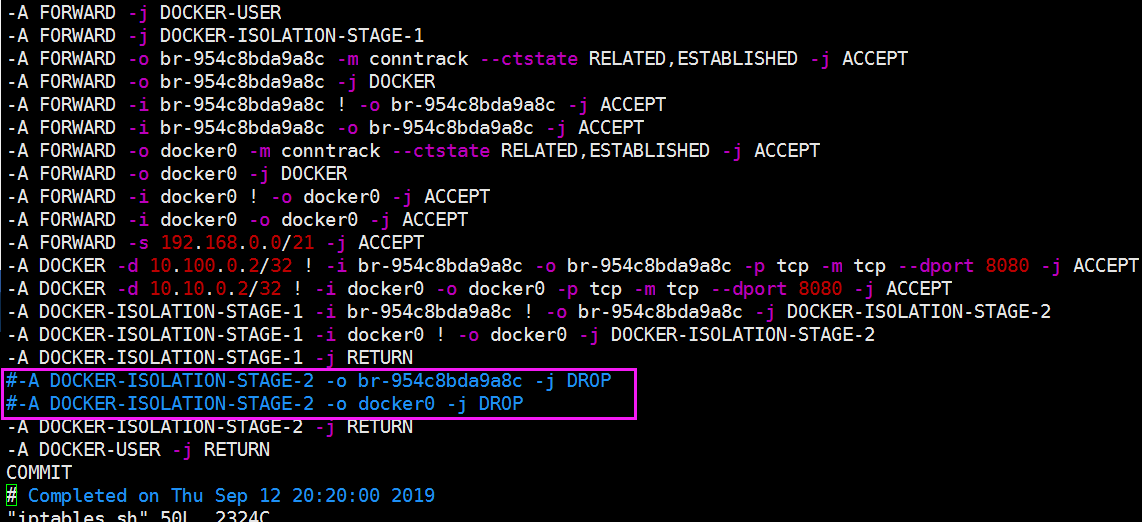 -A FORWARD -j DOCKER-USER
-A FORWARD -j DOCKER-ISOLATION-STAGE-1
-A FORWARD -o br-954c8bda9a8c -m conntrack --ctstate RELATED,ESTABLISHED -j ACCEPT
-A FORWARD -o br-954c8bda9a8c -j DOCKER
-A FORWARD -i br-954c8bda9a8c ! -o br-954c8bda9a8c -j ACCEPT
-A FORWARD -i br-954c8bda9a8c -o br-954c8bda9a8c -j ACCEPT
-A FORWARD -o docker0 -m conntrack --ctstate RELATED,ESTABLISHED -j ACCEPT
-A FORWARD -o docker0 -j DOCKER
-A FORWARD -i docker0 ! -o docker0 -j ACCEPT
-A FORWARD -i docker0 -o docker0 -j ACCEPT
-A FORWARD -s 192.168.0.0/21 -j ACCEPT
-A DOCKER -d 10.100.0.2/32 ! -i br-954c8bda9a8c -o br-954c8bda9a8c -p tcp -m tcp --dport 8080 -j ACCEPT
-A DOCKER -d 10.10.0.2/32 ! -i docker0 -o docker0 -p tcp -m tcp --dport 8080 -j ACCEPT
-A DOCKER-ISOLATION-STAGE-1 -i br-954c8bda9a8c ! -o br-954c8bda9a8c -j DOCKER-ISOLATION-STAGE-2
-A DOCKER-ISOLATION-STAGE-1 -i docker0 ! -o docker0 -j DOCKER-ISOLATION-STAGE-2
-A DOCKER-ISOLATION-STAGE-1 -j RETURN
#-A DOCKER-ISOLATION-STAGE-2 -o br-954c8bda9a8c -j DROP
#-A DOCKER-ISOLATION-STAGE-2 -o docker0 -j DROP
-A DOCKER-ISOLATION-STAGE-2 -j RETURN
-A DOCKER-USER -j RETURN
COMMIT
# Completed on Thu Sep 12 20:20:00 2019
"iptables.sh" 50L, 2324C